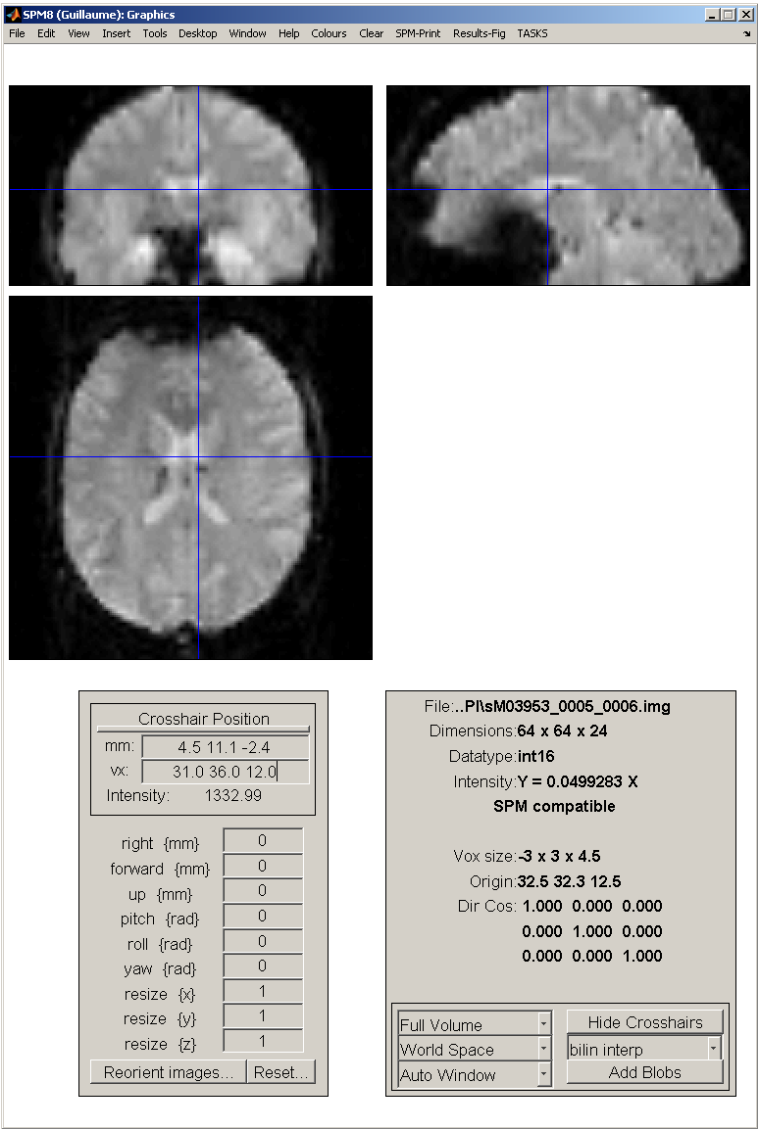 SPM8 (Guillaume): Graphics
File Edit View Insert Tools Desktop Window Help Colours Clear SPM-Print Results-Fig TASKS
Crosshair Position
mm: 4.5 11.1 -2.4
vx: 31.0 36.0 12.0
Intensity: 1332.99
right {mm} 0
forward {mm} 0
up {mm} 0
pitch {rad} 0
roll {rad} 0
yaw {rad} 0
resize {x} 1
resize {y} 1
resize {z} 1
Reorient images... Reset...
File:..PI\sM03953_0005_0006.img
Dimensions:64 x 64 x 24
Datatype:int16
Intensity:Y = 0.0499283 X
SPM compatible
Vox size:-3 x 3 x 4.5
Origin:32.5 32.3 12.5
Dir Cos: 1.000 0.000 0.000
0.000 1.000 0.000
0.000 0.000 1.000
Full Volume Hide Crosshairs
World Space bilin interp
Auto Window Add Blobs